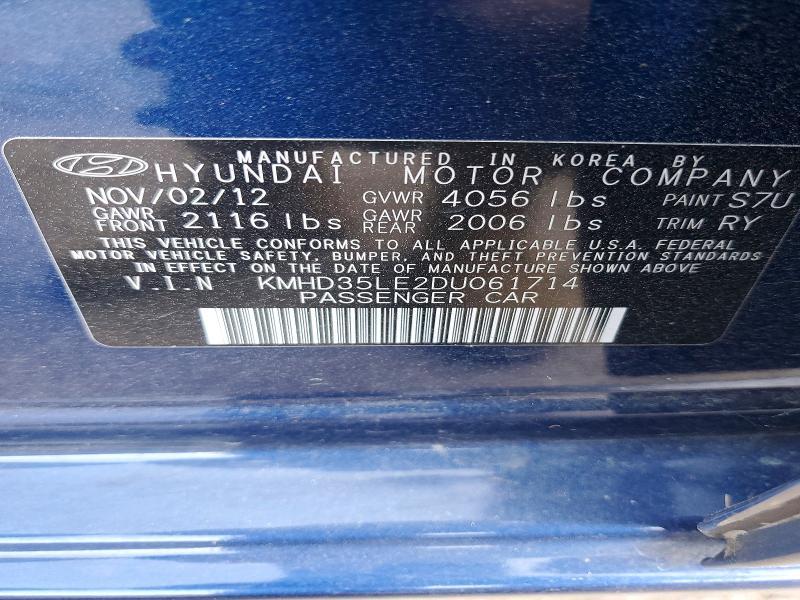 MANUFACTURED IN KOREA BY
HYUNDAI MOTOR COMPANY
NOV/02/12 GVWR 4056 lbs PAINT S7U
GAWR FRONT 2116 lbs GAWR REAR 2006 lbs TRIM RY
THIS VEHICLE CONFORMS TO ALL APPLICABLE U.S.A. FEDERAL
MOTOR VEHICLE SAFETY, BUMPER, AND THEFT PREVENTION STANDARDS
IN EFFECT ON THE DATE OF MANUFACTURE SHOWN ABOVE
V.I.N KMHD35LE2DU061714
PASSENGER CAR